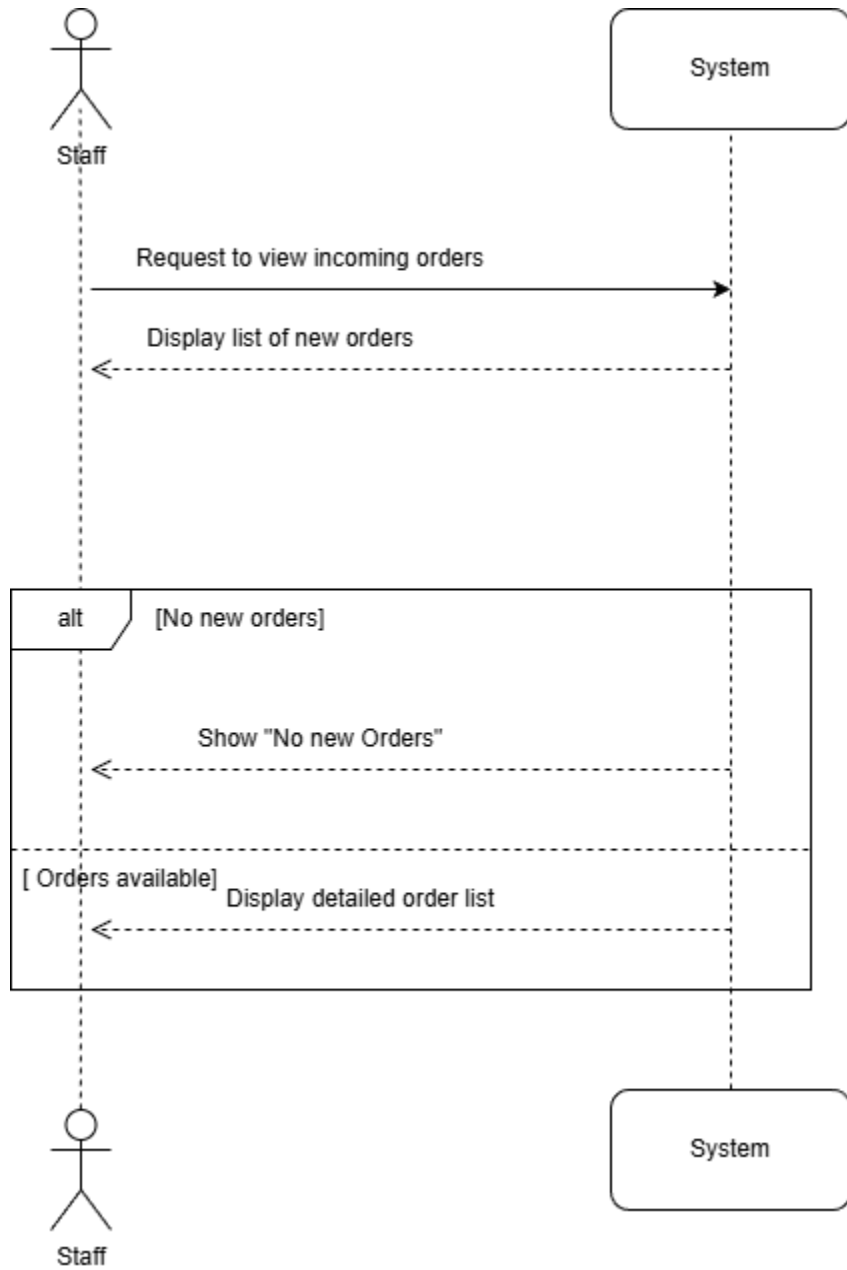 System
Staff
Request to view incoming orders
Display list of new orders
alt
[No new orders]
Show "No new Orders"
[ Orders available]
Display detailed order list
System
Staff